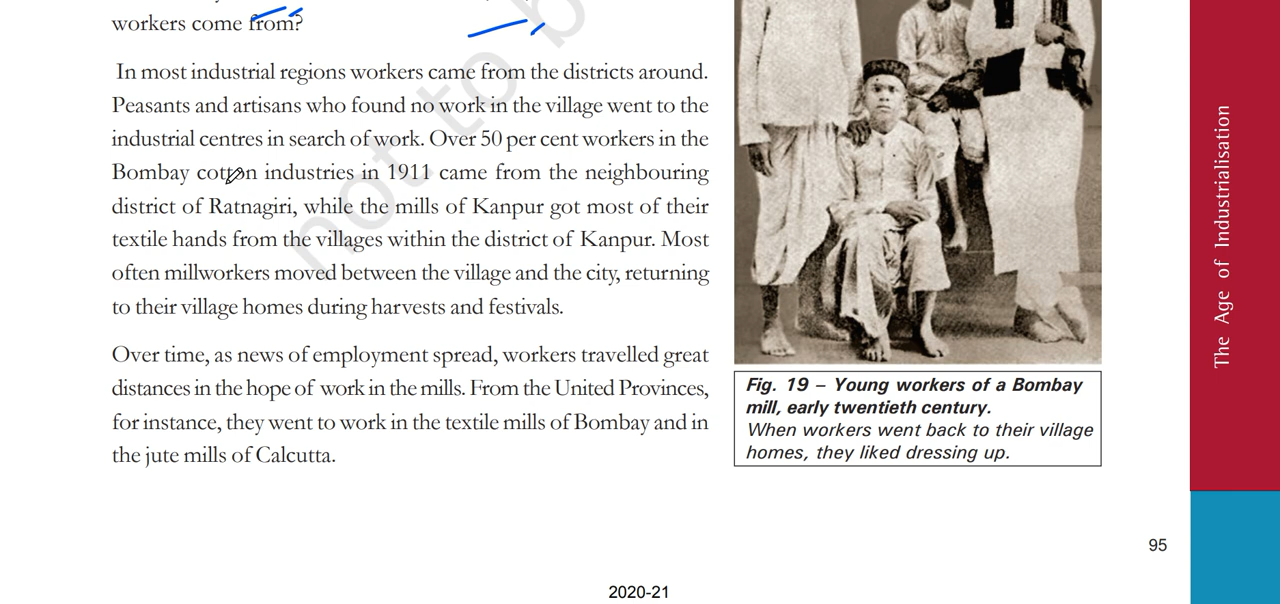 workers come from?
In most industrial regions workers came from the districts around.
Peasants and artisans who found no work in the village went to the
industrial centres in search of work. Over 50 per cent workers in the
Bombay cotton industries in 1911 came from the neighbouring
district of Ratnagiri, while the mills of Kanpur got most of their
textile hands from the villages within the district of Kanpur. Most
often millworkers moved between the village and the city, returning
to their village homes during harvests and festivals.
Over time, as news of employment spread, workers travelled great
distances in the hope of work in the mills. From the United Provinces,
for instance, they went to work in the textile mills of Bombay and in
the jute mills of Calcutta.
not to b
Fig. 19 – Young workers of a Bombay
mill, early twentieth century.
When workers went back to their village
homes, they liked dressing up.
The Age of Industrialisation
95
2020-21